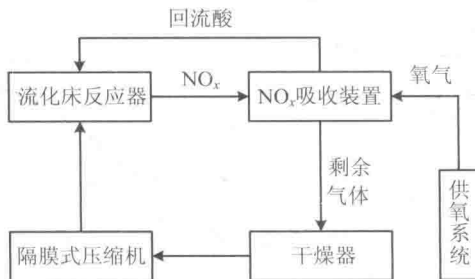 回流酸
流化床反应器
NOx
NOx吸收装置
氧气
剩余
气体
供氧系统
隔膜式压缩机
干燥器